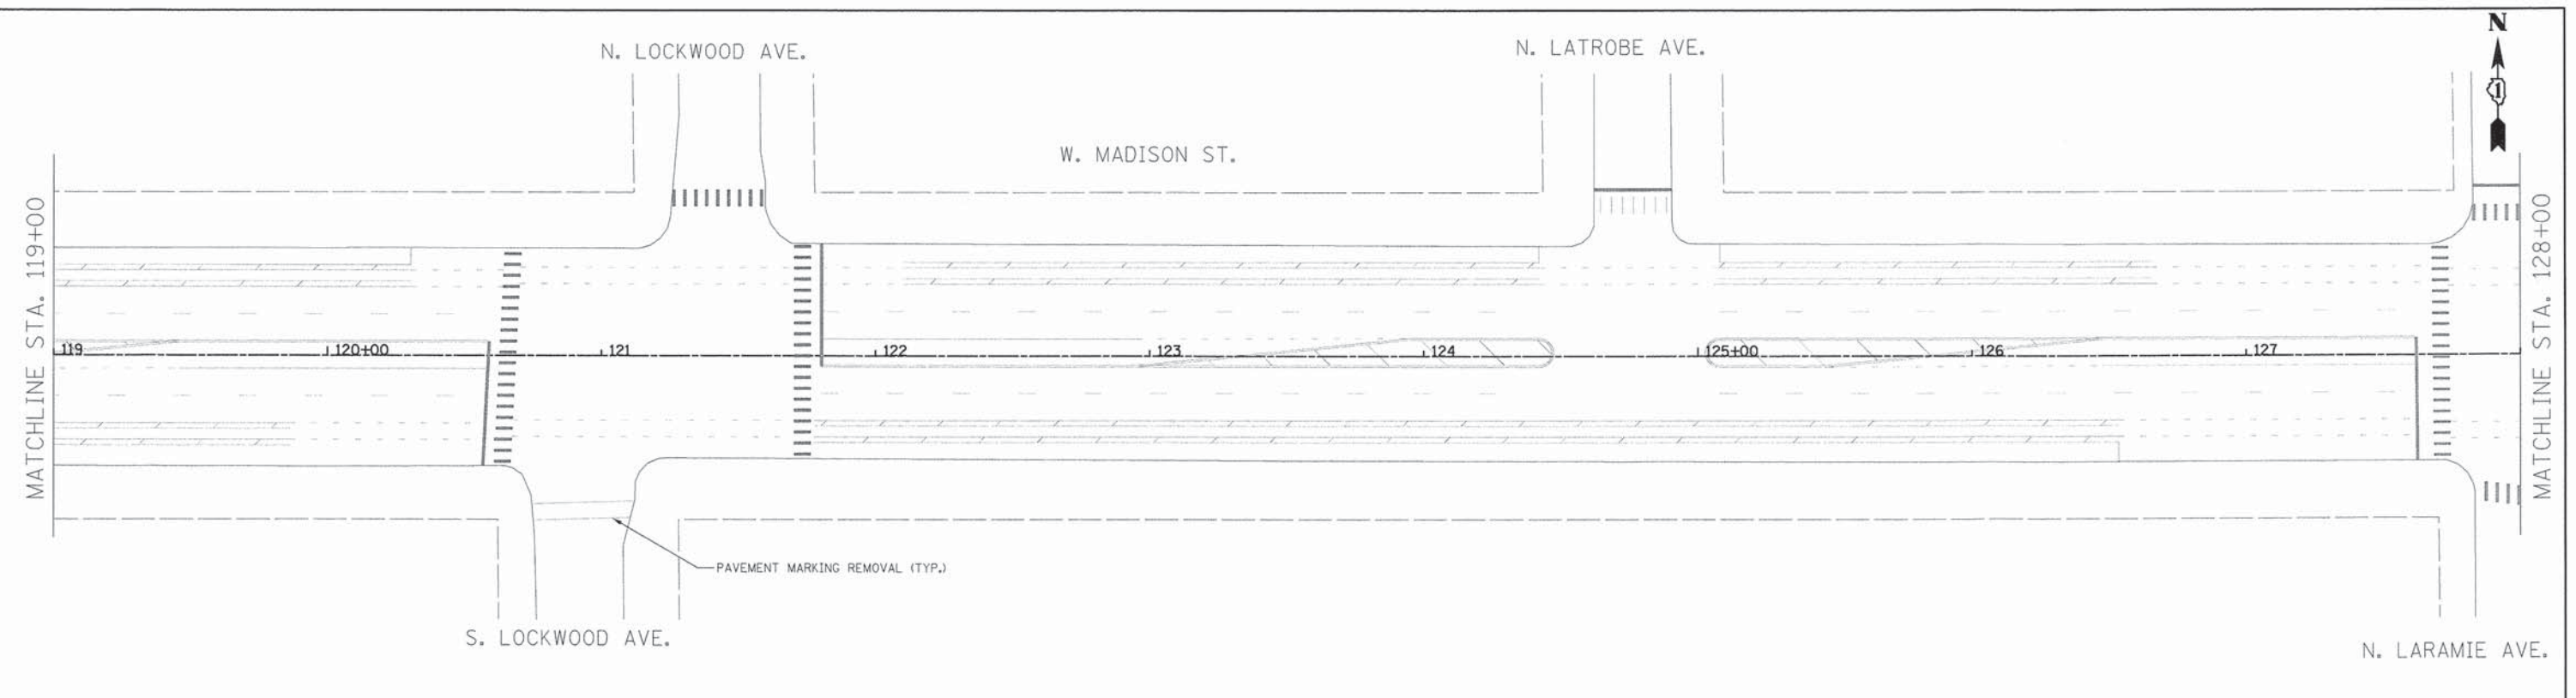 N
N. LOCKWOOD AVE.
N. LATROBE AVE.
1
W. MADISON ST.
MATCHLINE STA. 119+00
MATCHLINE STA. 128+00
119
120+00
121
122
123
124
125+00
126
127
PAVEMENT MARKING REMOVAL (TYP.)
S. LOCKWOOD AVE.
N. LARAMIE AVE.